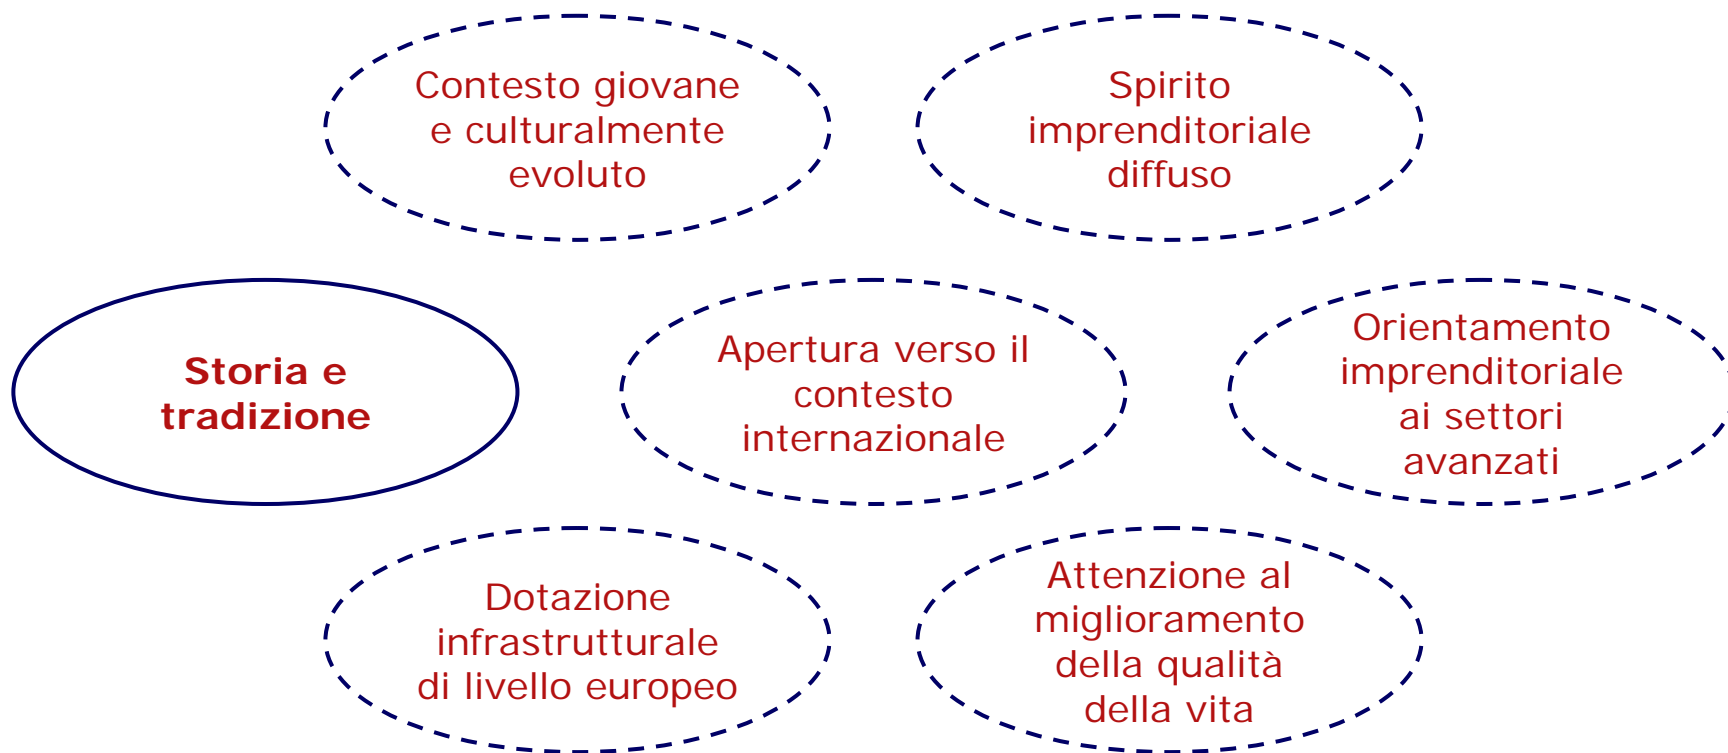 Contesto giovane
e culturalmente
evoluto
Spirito
imprenditoriale
diffuso
Storia e
tradizione
Apertura verso il
contesto
internazionale
Orientamento
imprenditoriale
ai settori
avanzati
Dotazione
infrastrutturale
di livello europeo
Attenzione al
miglioramento
della qualità
della vita